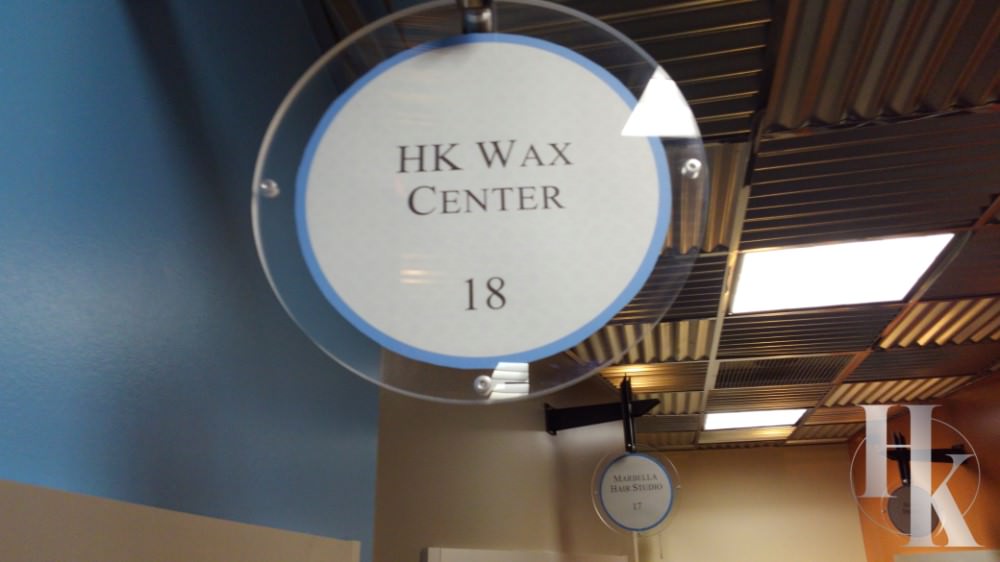 HK WAX
CENTER
18
MARBELLA
HAIR STUDIO
17
HK